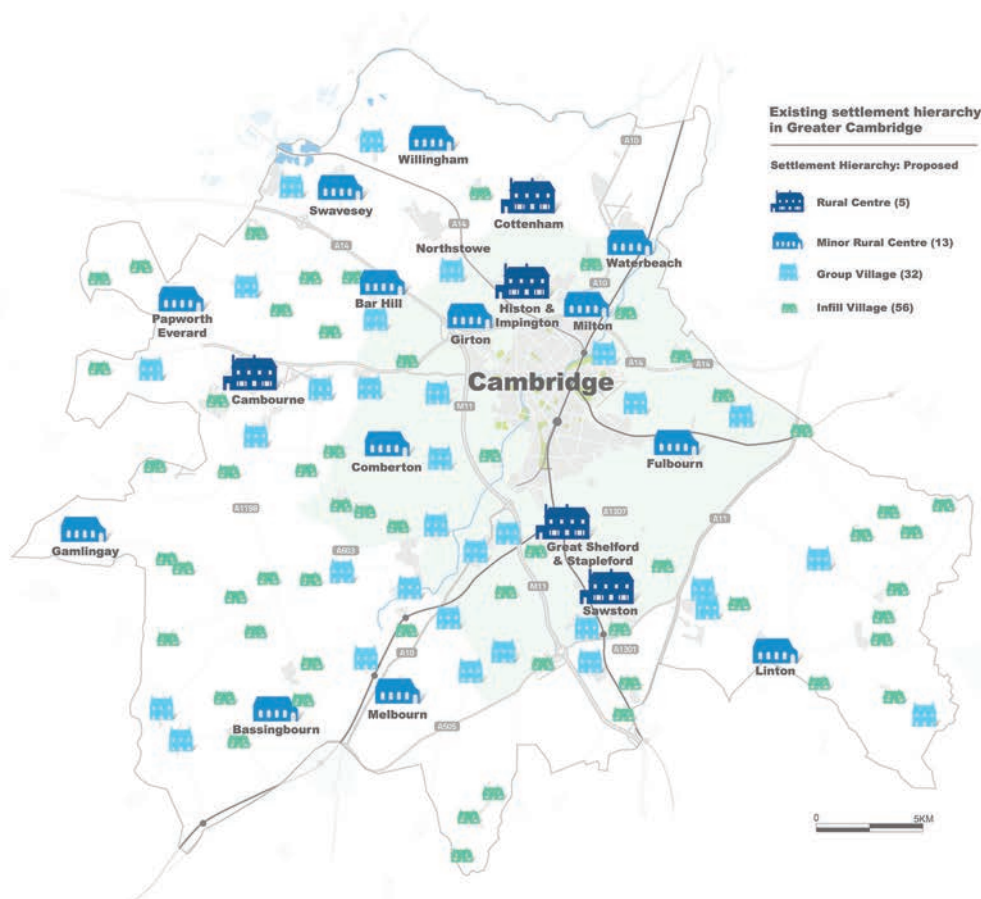 Existing settlement hierarchy
in Greater Cambridge
Settlement Hierarchy: Proposed
Rural Centre (5)
Minor Rural Centre (13)
Group Village (32)
Infill Village (56)
A10
Willingham
Swavesey
Cottenham
A14
Northstowe
A14
Waterbeach
A10
Papworth
Everard
Bar Hill
Histon &
Impington
Milton
Girton
A14
A14
Cambourne
Cambridge
M11
Comberton
Fulbourn
A1198
A1307
A11
Gamlingay
A603
Great Shelford
& Stapleford
M11
Sawston
A10
A1301
Linton
Melbourn
Bassingbourn
A505
0
5KM